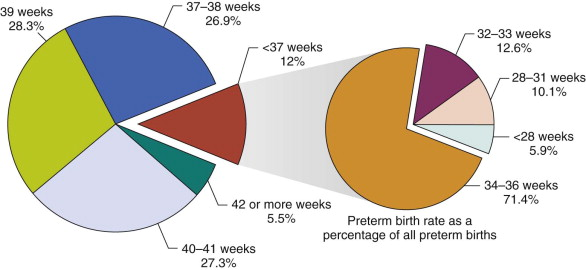 39 weeks
28.3%
37–38 weeks
26.9%
<37 weeks
12%
42 or more weeks
5.5%
40–41 weeks
27.3%
32–33 weeks
12.6%
28–31 weeks
10.1%
<28 weeks
5.9%
34–36 weeks
71.4%
Preterm birth rate as a
percentage of all preterm births